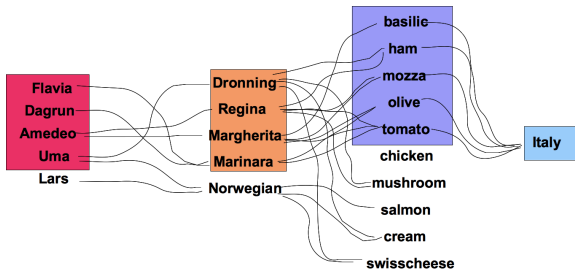 Flavia
Dagrun
Amedeo
Uma
Lars
Dronning
Regina
Margherita
Marinara
Norwegian
basilic
ham
mozza
olive
tomato
chicken
mushroom
salmon
cream
swisscheese
Italy